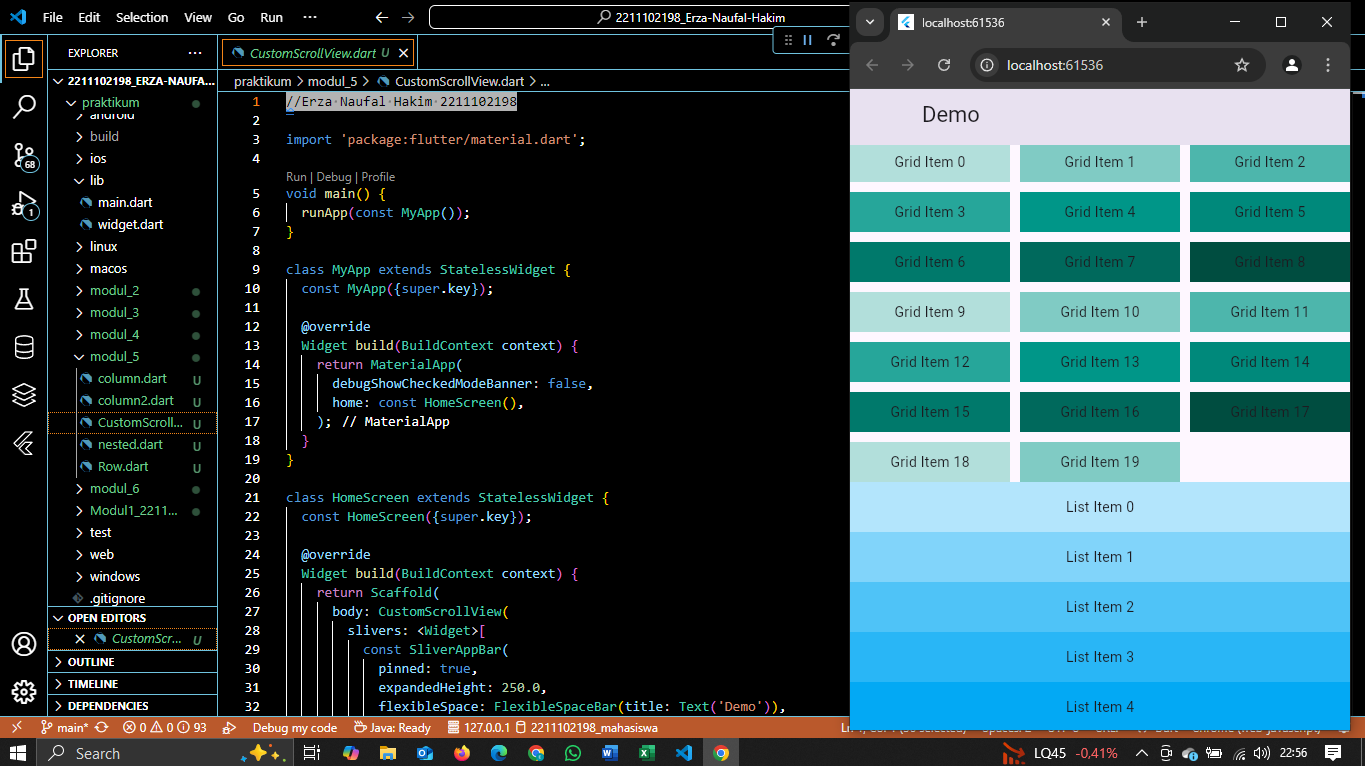 File Edit Selection View Go Run ···
2211102198_Erza-Naufal-Hakim
EXPLORER ···
2211102198_ERZA-NAUFA...
praktikum
android
build
ios
lib
main.dart
widget.dart
linux
macos
modul_2
modul_3
modul_4
modul_5
column.dart U
column2.dart U
CustomScroll... U
nested.dart U
Row.dart U
modul_6
Modul1_2211...
test
web
windows
.gitignore
OPEN EDITORS
CustomScr... U
OUTLINE
TIMELINE
DEPENDENCIES
68
1
CustomScrollView.dart U
praktikum > modul_5 > CustomScrollView.dart > ...
1 //Erza Naufal Hakim 2211102198
2
3 import 'package:flutter/material.dart';
4
Run | Debug | Profile
5 void main() {
6 runApp(const MyApp());
7 }
8
9 class MyApp extends StatelessWidget {
10 const MyApp({super.key});
11
12 @override
13 Widget build(BuildContext context) {
14 return MaterialApp(
15 debugShowCheckedModeBanner: false,
16 home: const HomeScreen(),
17 ); // MaterialApp
18 }
19 }
20
21 class HomeScreen extends StatelessWidget {
22 const HomeScreen({super.key});
23
24 @override
25 Widget build(BuildContext context) {
26 return Scaffold(
27 body: CustomScrollView(
28 slivers: <Widget>[
29 const SliverAppBar(
30 pinned: true,
31 expandedHeight: 250.0,
32 flexibleSpace: FlexibleSpaceBar(title: Text('Demo')),
localhost:61536
localhost:61536
Demo
Grid Item 0 Grid Item 1 Grid Item 2
Grid Item 3 Grid Item 4 Grid Item 5
Grid Item 6 Grid Item 7 Grid Item 8
Grid Item 9 Grid Item 10 Grid Item 11
Grid Item 12 Grid Item 13 Grid Item 14
Grid Item 15 Grid Item 16 Grid Item 17
Grid Item 18 Grid Item 19
List Item 0
List Item 1
List Item 2
List Item 3
List Item 4
main* 0 0 93 Debug my code Java: Ready 127.0.0.1 2211102198_mahasiswa
Search
LQ45 -0,41% 22:56